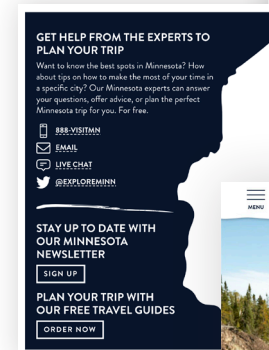 GET HELP FROM THE EXPERTS TO
PLAN YOUR TRIP
Want to know the best spots in Minnesota? How
about tips on how to make the most of your time in
a specific city? Our Minnesota experts can answer
your questions, offer advice, or plan the perfect
Minnesota trip for you. For free.
888-VISITMN
EMAIL
LIVE CHAT
@EXPLOREMINN
STAY UP TO DATE WITH
OUR MINNESOTA
NEWSLETTER
SIGN UP
PLAN YOUR TRIP WITH
OUR FREE TRAVEL GUIDES
ORDER NOW
MENU